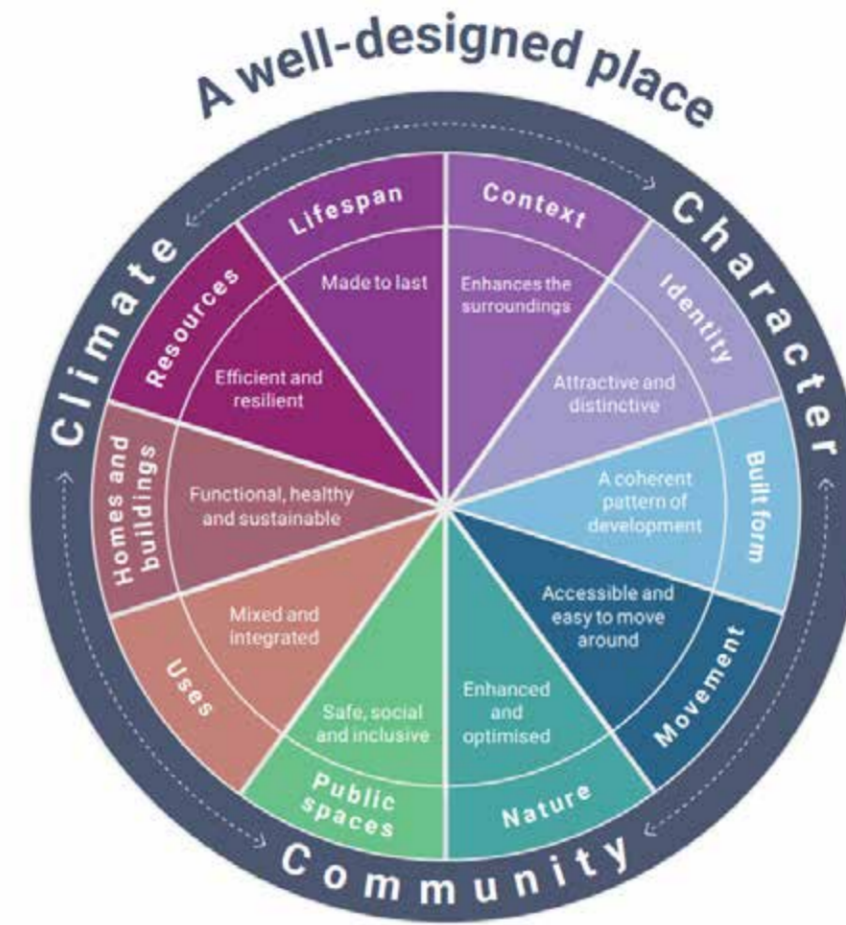 A well-designed place
Climate
Character
Community
Context
Enhances the
surroundings
Identity
Attractive and
distinctive
Built form
A coherent
pattern of
development
Movement
Accessible and
easy to move
around
Nature
Enhanced
and
optimised
Public
spaces
Safe, social
and inclusive
Uses
Mixed and
integrated
Homes and
buildings
Functional, healthy
and sustainable
Resources
Efficient and
resilient
Lifespan
Made to last